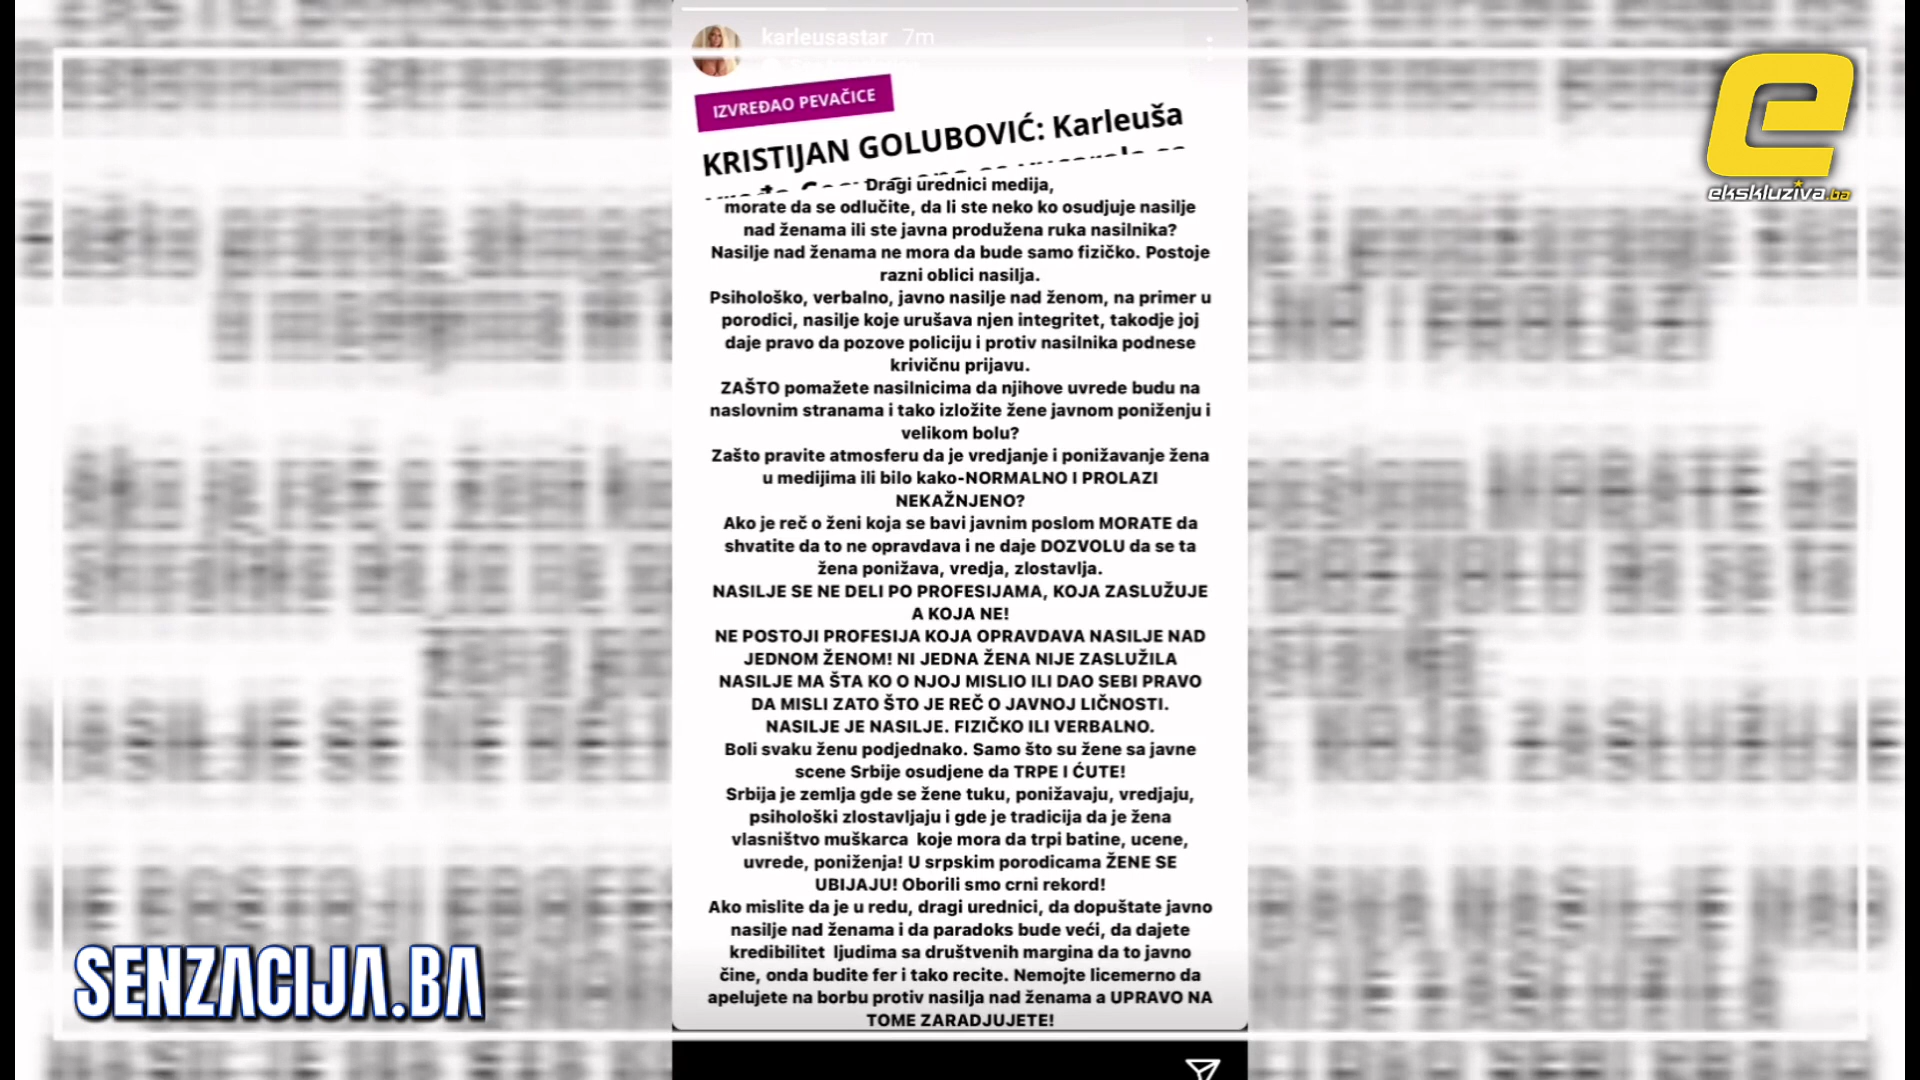 karleusastar 7m
IZVREĐAO PEVAČICE
KRISTIJAN GOLUBOVIĆ: Karleuša
Dragi urednici medija,
morate da se odlučite, da li ste neko ko osudjuje nasilje
nad ženama ili ste javna produžena ruka nasilnika?
Nasilje nad ženama ne mora da bude samo fizičko. Postoje
razni oblici nasilja.
Psihološko, verbalno, javno nasilje nad ženom, na primer u
porodici, nasilje koje urušava njen integritet, takodje joj
daje pravo da pozove policiju i protiv nasilnika podnese
krivičnu prijavu.
ZAŠTO pomažete nasilnicima da njihove uvrede budu na
naslovnim stranama i tako izložite žene javnom poniženju i
velikom bolu?
Zašto pravite atmosferu da je vredjanje i ponižavanje žena
u medijima ili bilo kako-NORMALNO I PROLAZI
NEKAŽNJENO?
Ako je reč o ženi koja se bavi javnim poslom MORATE da
shvatite da to ne opravdava i ne daje DOZVOLU da se ta
žena ponižava, vredja, zlostavlja.
NASILJE SE NE DELI PO PROFESIJAMA, KOJA ZASLUŽUJE
A KOJA NE!
NE POSTOJI PROFESIJA KOJA OPRAVDAVA NASILJE NAD
JEDNOM ŽENOM! NI JEDNA ŽENA NIJE ZASLUŽILA
NASILJE MA ŠTA KO O NJOJ MISLIO ILI DAO SEBI PRAVO
DA MISLI ZATO ŠTO JE REČ O JAVNOJ LIČNOSTI.
NASILJE JE NASILJE. FIZIČKO ILI VERBALNO.
Boli svaku ženu podjednako. Samo što su žene sa javne
scene Srbije osudjene da TRPE I ĆUTE!
Srbija je zemlja gde se žene tuku, ponižavaju, vredjaju,
psihološki zlostavljaju i gde je tradicija da je žena
vlasništvo muškarca koje mora da trpi batine, ucene,
uvrede, poniženja! U srpskim porodicama ŽENE SE
UBIJAJU! Oborili smo crni rekord!
Ako mislite da je u redu, dragi urednici, da dopuštate javno
nasilje nad ženama i da paradoks bude veći, da dajete
kredibilitet ljudima sa društvenih margina da to javno
čine, onda budite fer i tako recite. Nemojte licemerno da
apelujete na borbu protiv nasilja nad ženama a UPRAVO NA
TOME ZARADJUJETE!
e
ekskluziva.ba
SENZACIJA.BA